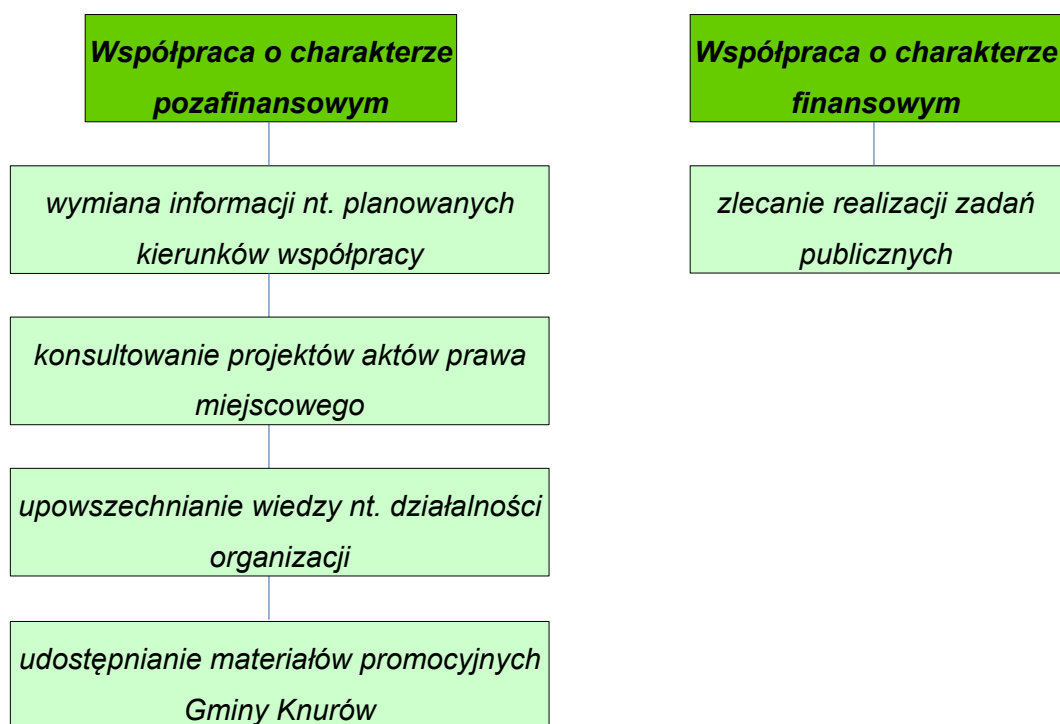 Współpraca o charakterze
pozafinansowym
wymiana informacji nt. planowanych
kierunków współpracy
konsultowanie projektów aktów prawa
miejscowego
upowszechnianie wiedzy nt. działalności
organizacji
udostępnianie materiałów promocyjnych
Gminy Knurów
Współpraca o charakterze
finansowym
zlecanie realizacji zadań
publicznych